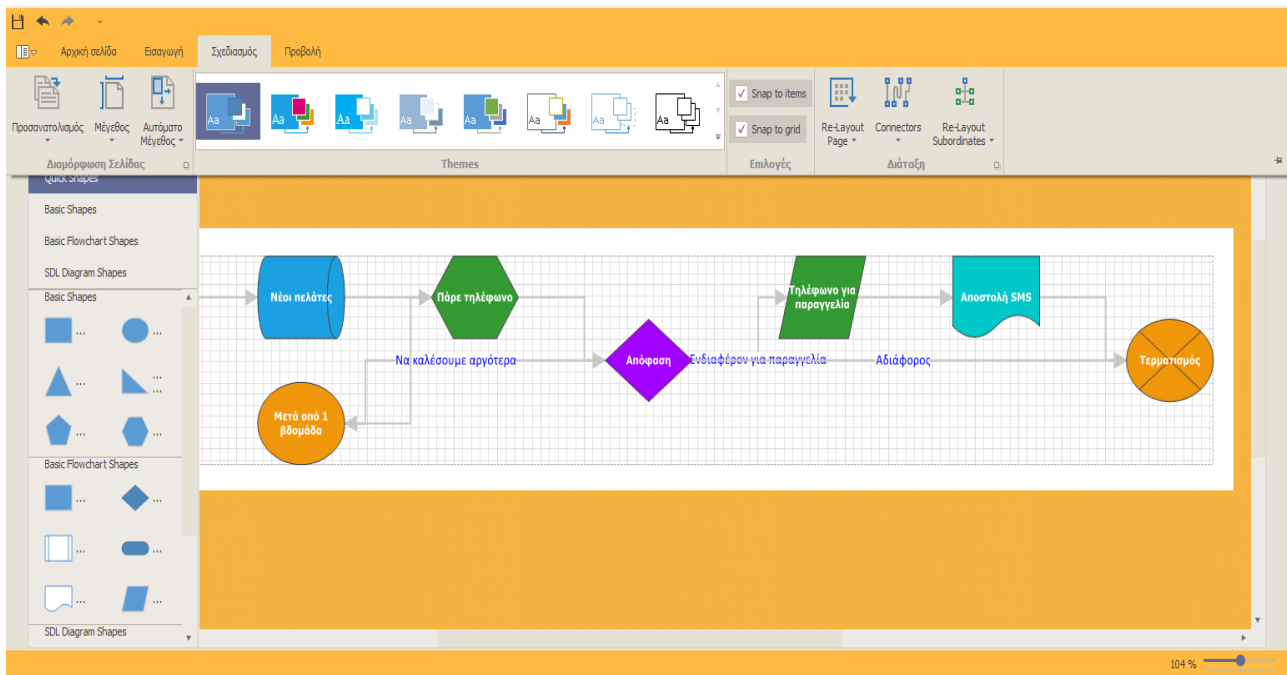 Αρχική σελίδα Εισαγωγή Σχεδιασμός Προβολή
Προσανατολισμός Μέγεθος Αυτόματο Μέγεθος
Aa Aa Aa Aa Aa Aa Aa Aa
Snap to items
Snap to grid
Re-Layout Page Connectors Re-Layout Subordinates
Διαμόρφωση Σελίδας Themes Επιλογές Διάταξη
Quick Shapes
Basic Shapes
Basic Flowchart Shapes
SDL Diagram Shapes
Basic Shapes
... ...
... ...
... ...
Basic Flowchart Shapes
... ...
... ...
... ...
SDL Diagram Shapes
Νέοι πελάτες
Πάρε τηλέφωνο
Τηλέφωνο για
παραγγελία
Αποστολή SMS
Να καλέσουμε αργότερα
Απόφαση
Ενδιαφέρον για παραγγελία
Αδιάφορος
Τερματισμός
Μετά από 1
βδομάδα
104 %